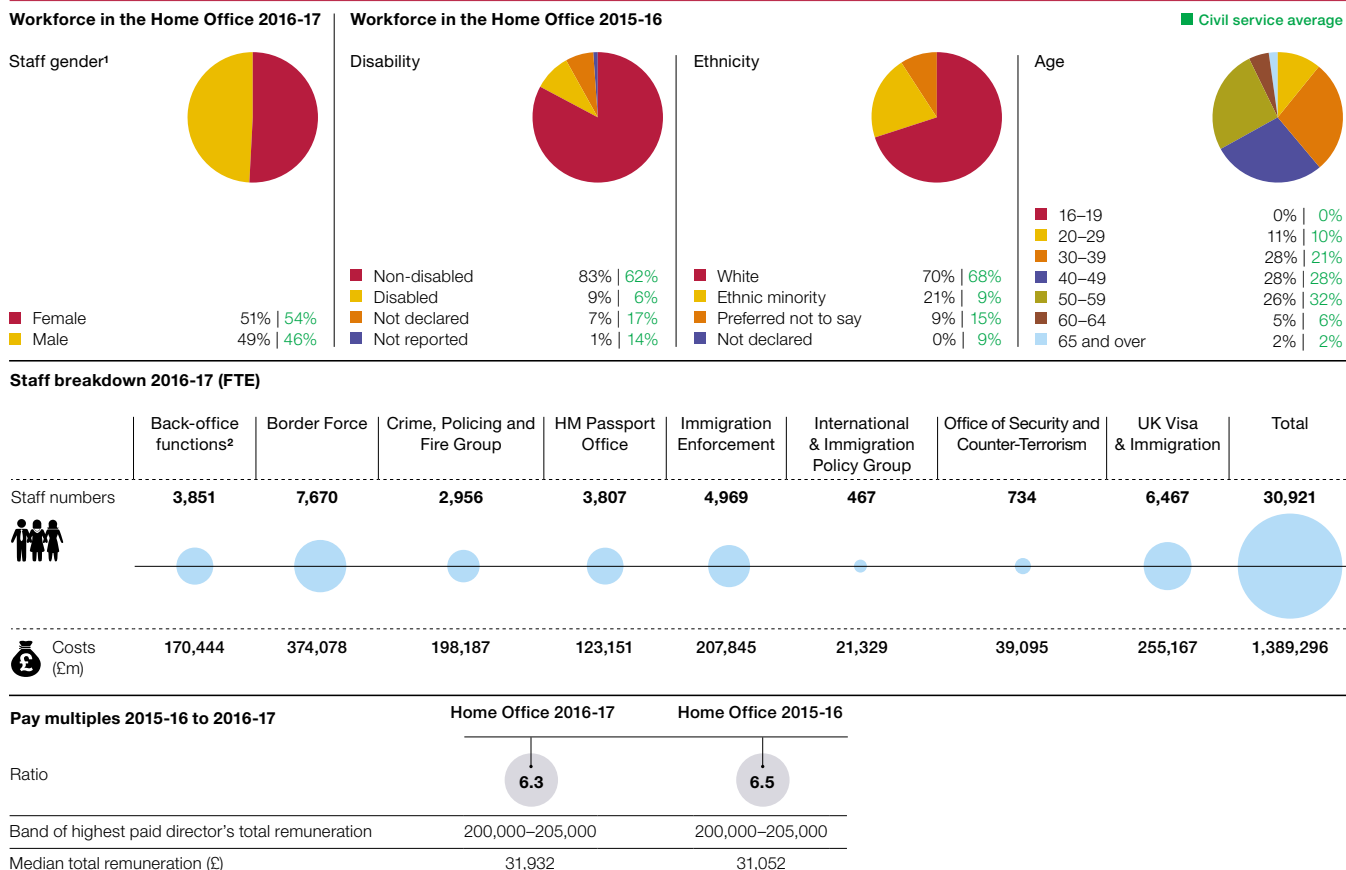 Workforce in the Home Office 2016-17
Workforce in the Home Office 2015-16
Civil service average
Staff gender¹
Disability
Ethnicity
Age
Female 51% | 54%
Male 49% | 46%
Non-disabled 83% | 62%
Disabled 9% | 6%
Not declared 7% | 17%
Not reported 1% | 14%
White 70% | 68%
Ethnic minority 21% | 9%
Preferred not to say 9% | 15%
Not declared 0% | 9%
16–19 0% | 0%
20–29 11% | 10%
30–39 28% | 21%
40–49 28% | 28%
50–59 26% | 32%
60–64 5% | 6%
65 and over 2% | 2%
Staff breakdown 2016-17 (FTE)
Back-office
functions²
Border Force
Crime, Policing and
Fire Group
HM Passport
Office
Immigration
Enforcement
International
& Immigration
Policy Group
Office of Security and
Counter-Terrorism
UK Visa
& Immigration
Total
Staff numbers 3,851 7,670 2,956 3,807 4,969 467 734 6,467 30,921
£
Costs
(£m)
170,444 374,078 198,187 123,151 207,845 21,329 39,095 255,167 1,389,296
Pay multiples 2015-16 to 2016-17
Home Office 2016-17 Home Office 2015-16
Ratio 6.3 6.5
Band of highest paid director's total remuneration 200,000–205,000 200,000–205,000
Median total remuneration (£) 31,932 31,052